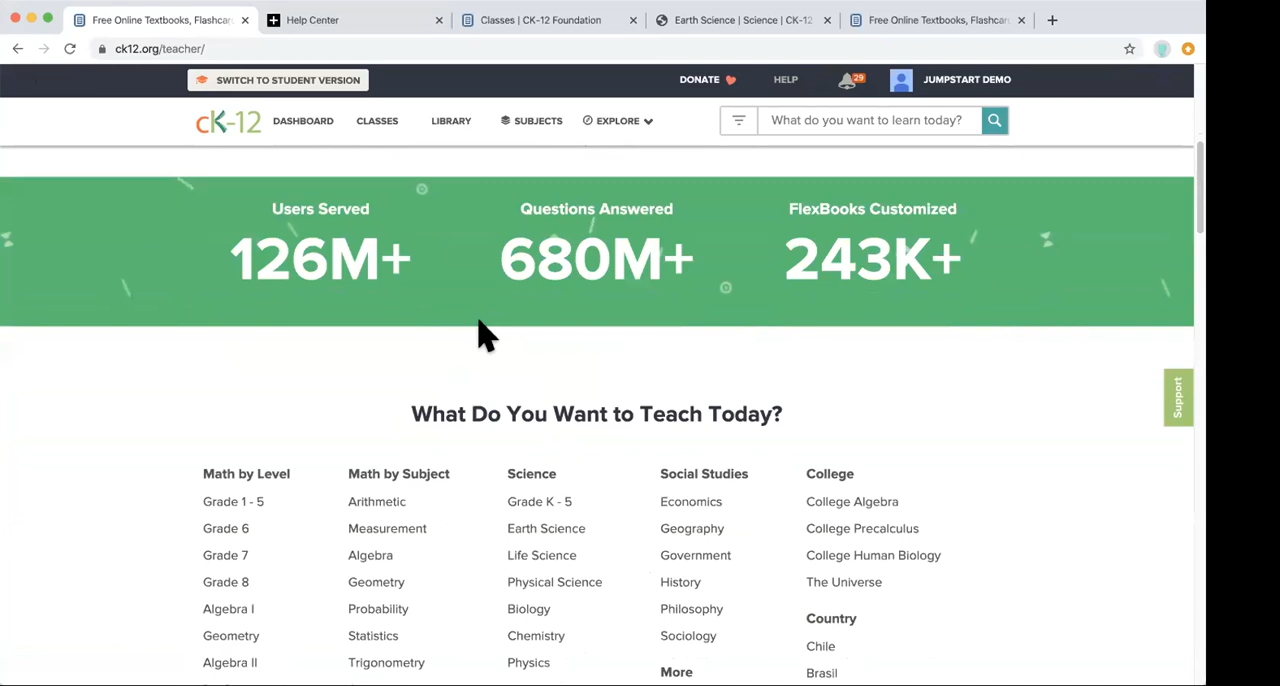 Free Online Textbooks, Flashcar
Help Center
Classes | CK-12 Foundation
Earth Science | Science | CK-12
Free Online Textbooks, Flashcar
ck12.org/teacher/
SWITCH TO STUDENT VERSION
DONATE
HELP
29
JUMPSTART DEMO
cK-12
DASHBOARD
CLASSES
LIBRARY
SUBJECTS
EXPLORE
What do you want to learn today?
Users Served
126M+
Questions Answered
680M+
FlexBooks Customized
243K+
Support
What Do You Want to Teach Today?
Math by Level
Grade 1 - 5
Grade 6
Grade 7
Grade 8
Algebra I
Geometry
Algebra II
Math by Subject
Arithmetic
Measurement
Algebra
Geometry
Probability
Statistics
Trigonometry
Science
Grade K - 5
Earth Science
Life Science
Physical Science
Biology
Chemistry
Physics
Social Studies
Economics
Geography
Government
History
Philosophy
Sociology
More
College
College Algebra
College Precalculus
College Human Biology
The Universe
Country
Chile
Brasil